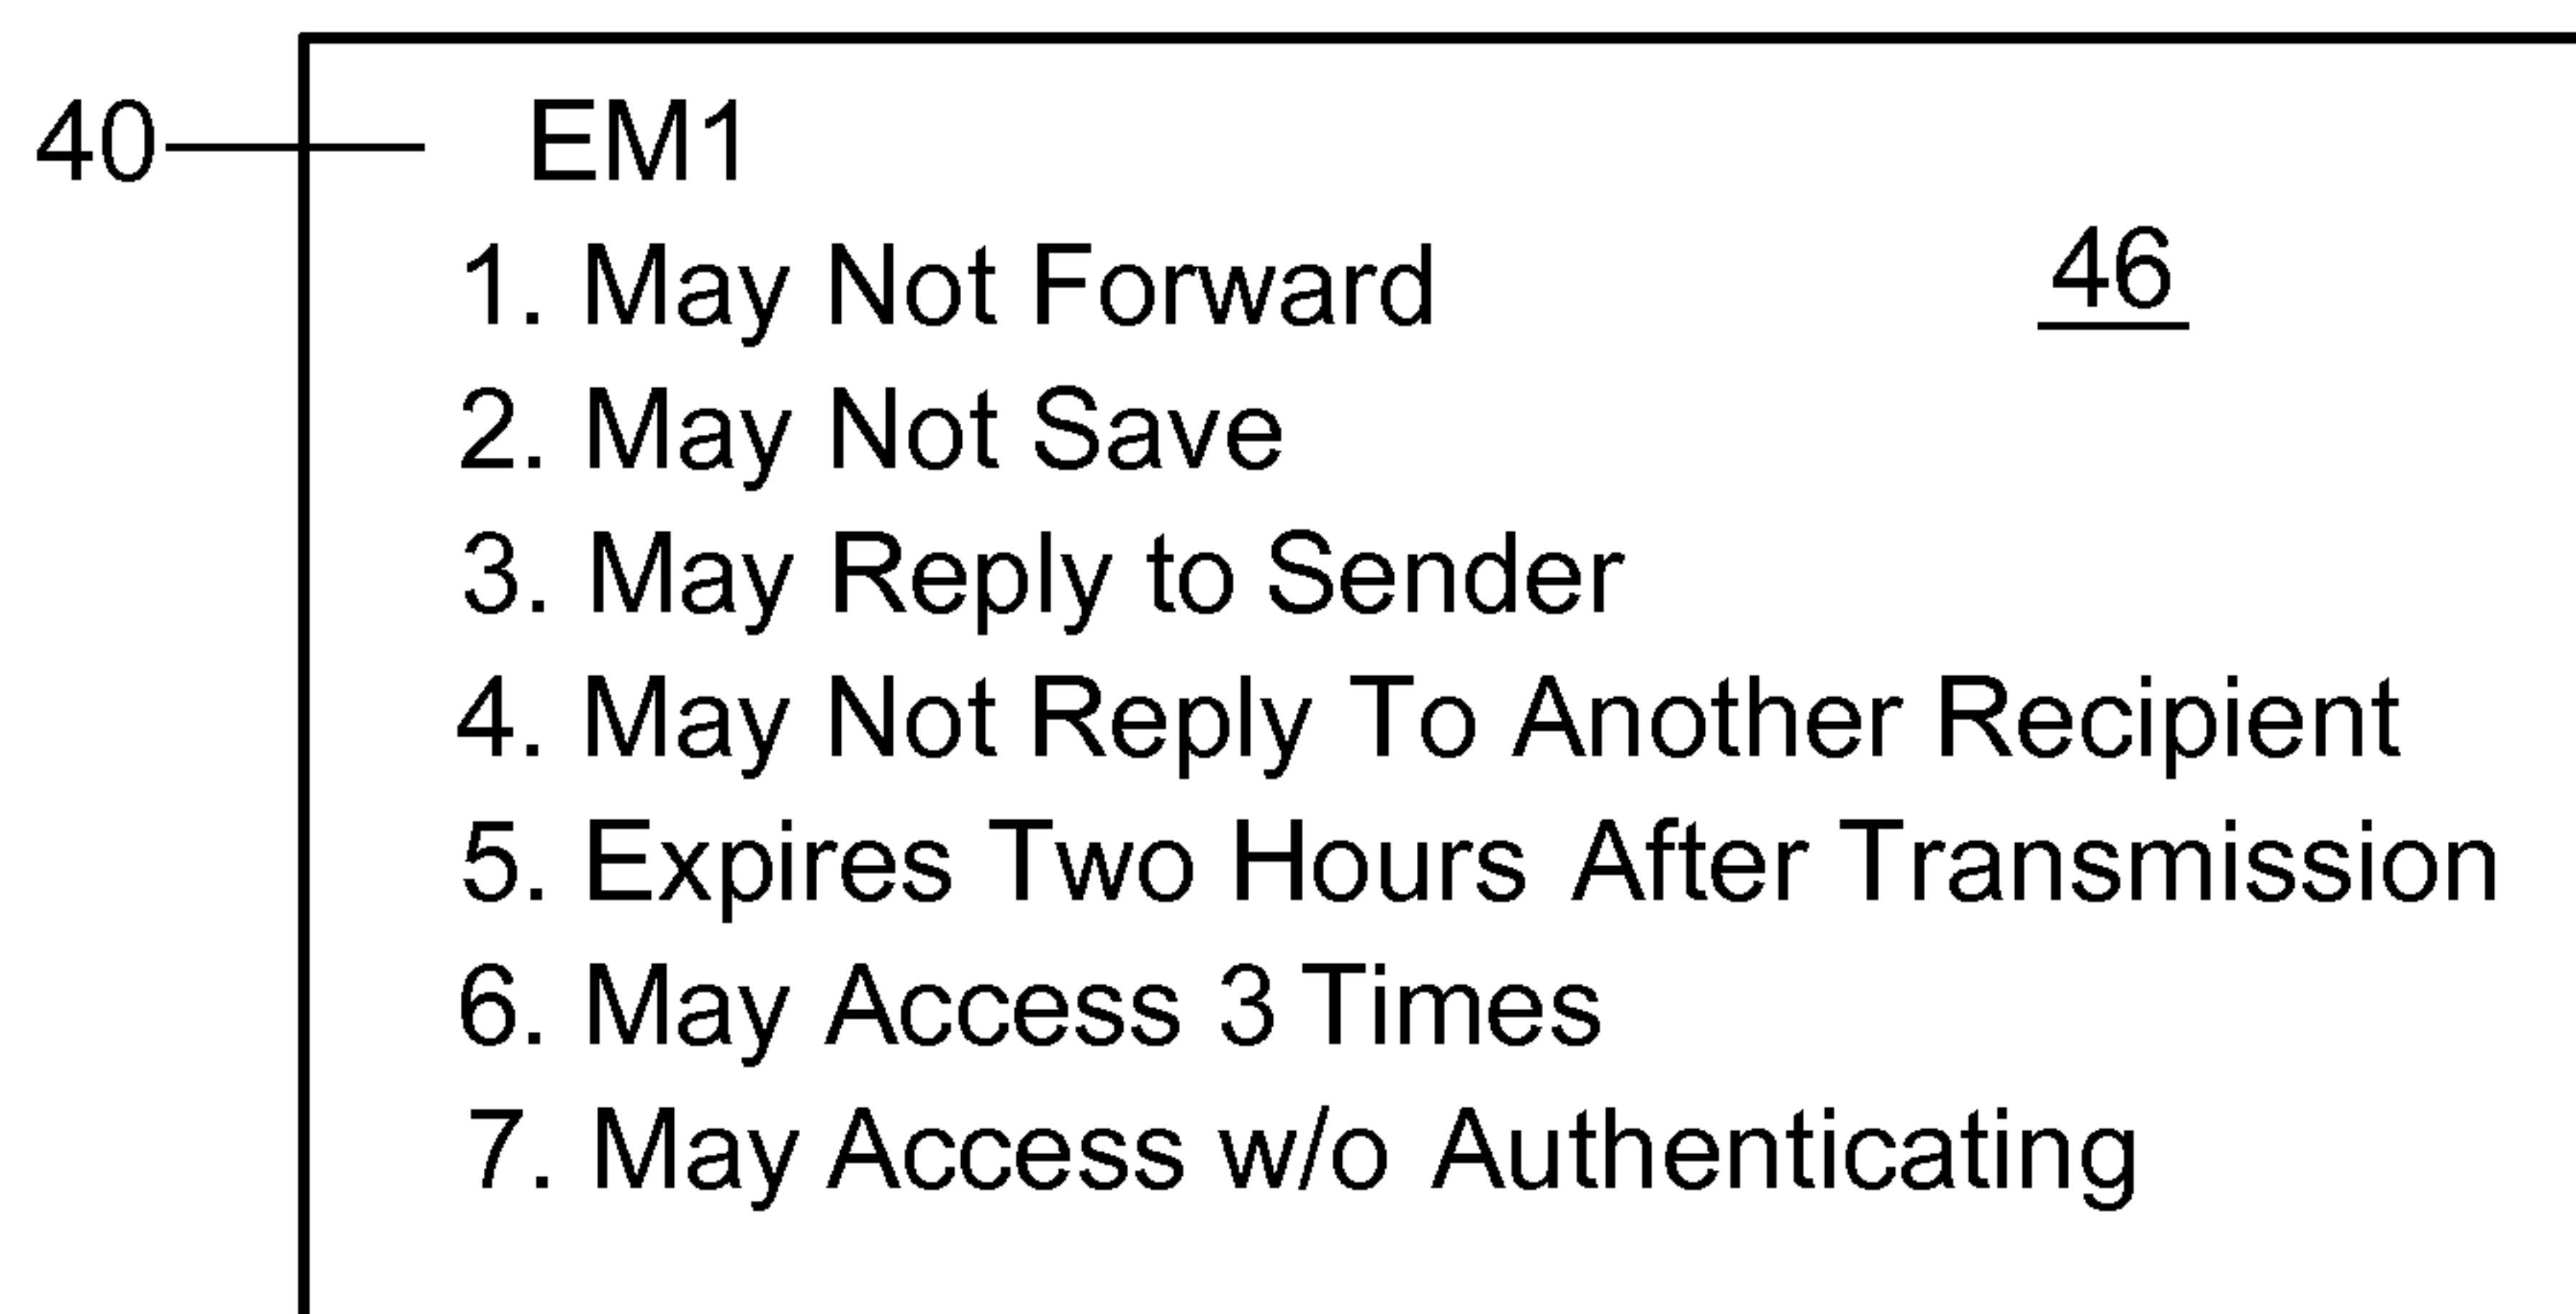 40 EM1
1. May Not Forward
46
2. May Not Save
3. May Reply to Sender
4. May Not Reply To Another Recipient
5. Expires Two Hours After Transmission
6. May Access 3 Times
7. May Access w/o Authenticating